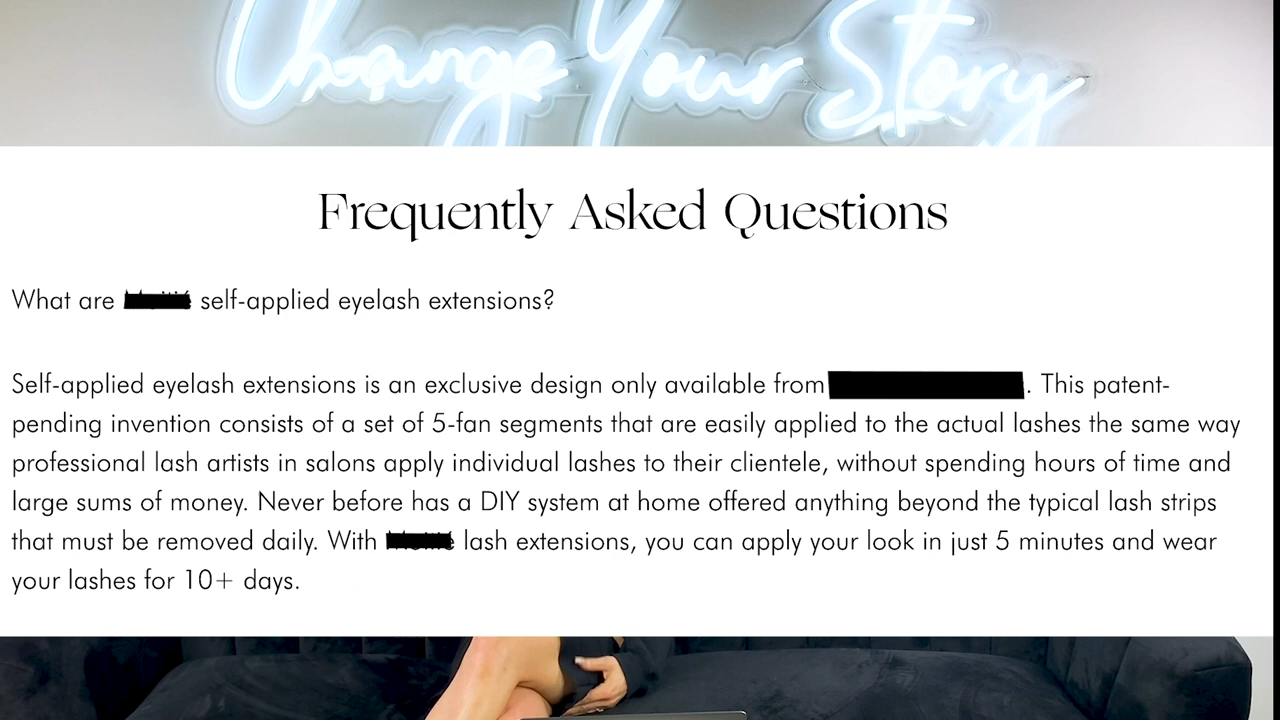 Change Your Story
Frequently Asked Questions
What are self-applied eyelash extensions?
Self-applied eyelash extensions is an exclusive design only available from . This patent-
pending invention consists of a set of 5-fan segments that are easily applied to the actual lashes the same way
professional lash artists in salons apply individual lashes to their clientele, without spending hours of time and
large sums of money. Never before has a DIY system at home offered anything beyond the typical lash strips
that must be removed daily. With lash extensions, you can apply your look in just 5 minutes and wear
your lashes for 10+ days.